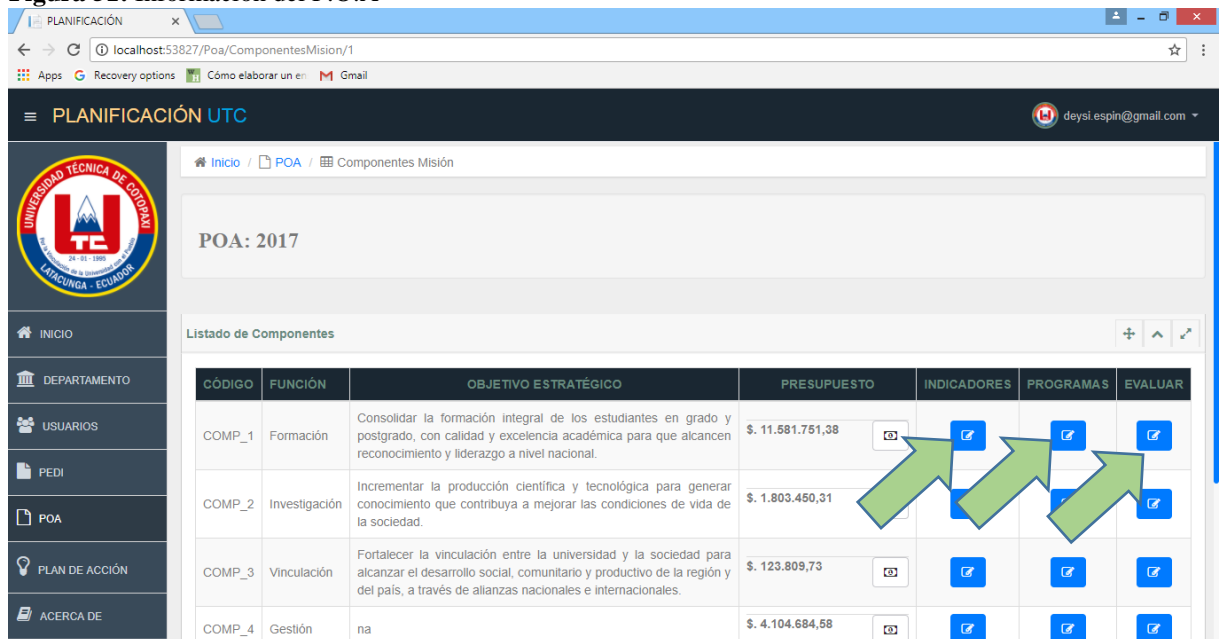 Figura 51. Información del P.O.A
PLANIFICACIÓN
localhost:53827/Poa/ComponentesMision/1
Apps Recovery options Cómo elaborar un en Gmail
PLANIFICACIÓN UTC
deysi.espin@gmail.com
UNIVERSIDAD TÉCNICA DE COTOPAXI
UTC
24 - 01 - 1995
LATACUNGA - ECUADOR
Inicio / POA / Componentes Misión
POA: 2017
INICIO
DEPARTAMENTO
USUARIOS
PEDI
POA
PLAN DE ACCIÓN
ACERCA DE
Listado de Componentes
CÓDIGO FUNCIÓN OBJETIVO ESTRATÉGICO PRESUPUESTO INDICADORES PROGRAMAS EVALUAR
COMP_1 Formación Consolidar la formación integral de los estudiantes en grado y
postgrado, con calidad y excelencia académica para que alcancen
reconocimiento y liderazgo a nivel nacional.
$. 11.581.751,38
COMP_2 Investigación Incrementar la producción científica y tecnológica para generar
conocimiento que contribuya a mejorar las condiciones de vida de
la sociedad.
$. 1.803.450,31
COMP_3 Vinculación Fortalecer la vinculación entre la universidad y la sociedad para
alcanzar el desarrollo social, comunitario y productivo de la región y
del país, a través de alianzas nacionales e internacionales.
$. 123.809,73
COMP_4 Gestión na $. 4.104.684,58